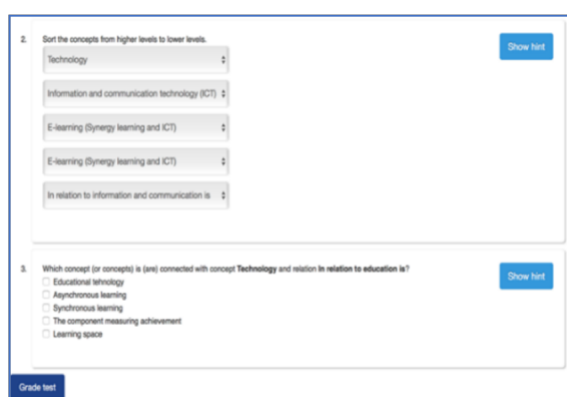 2. Sort the concepts from higher levels to lower levels.
Show hint
Technology
Information and communication technology (ICT)
E-learning (Synergy learning and ICT)
E-learning (Synergy learning and ICT)
In relation to information and communication is
3. Which concept (or concepts) is (are) connected with concept Technology and relation In relation to education is?
Show hint
Educational tehnology
Asynchronous learning
Synchronous learning
The component measuring achievement
Learning space
Grade test